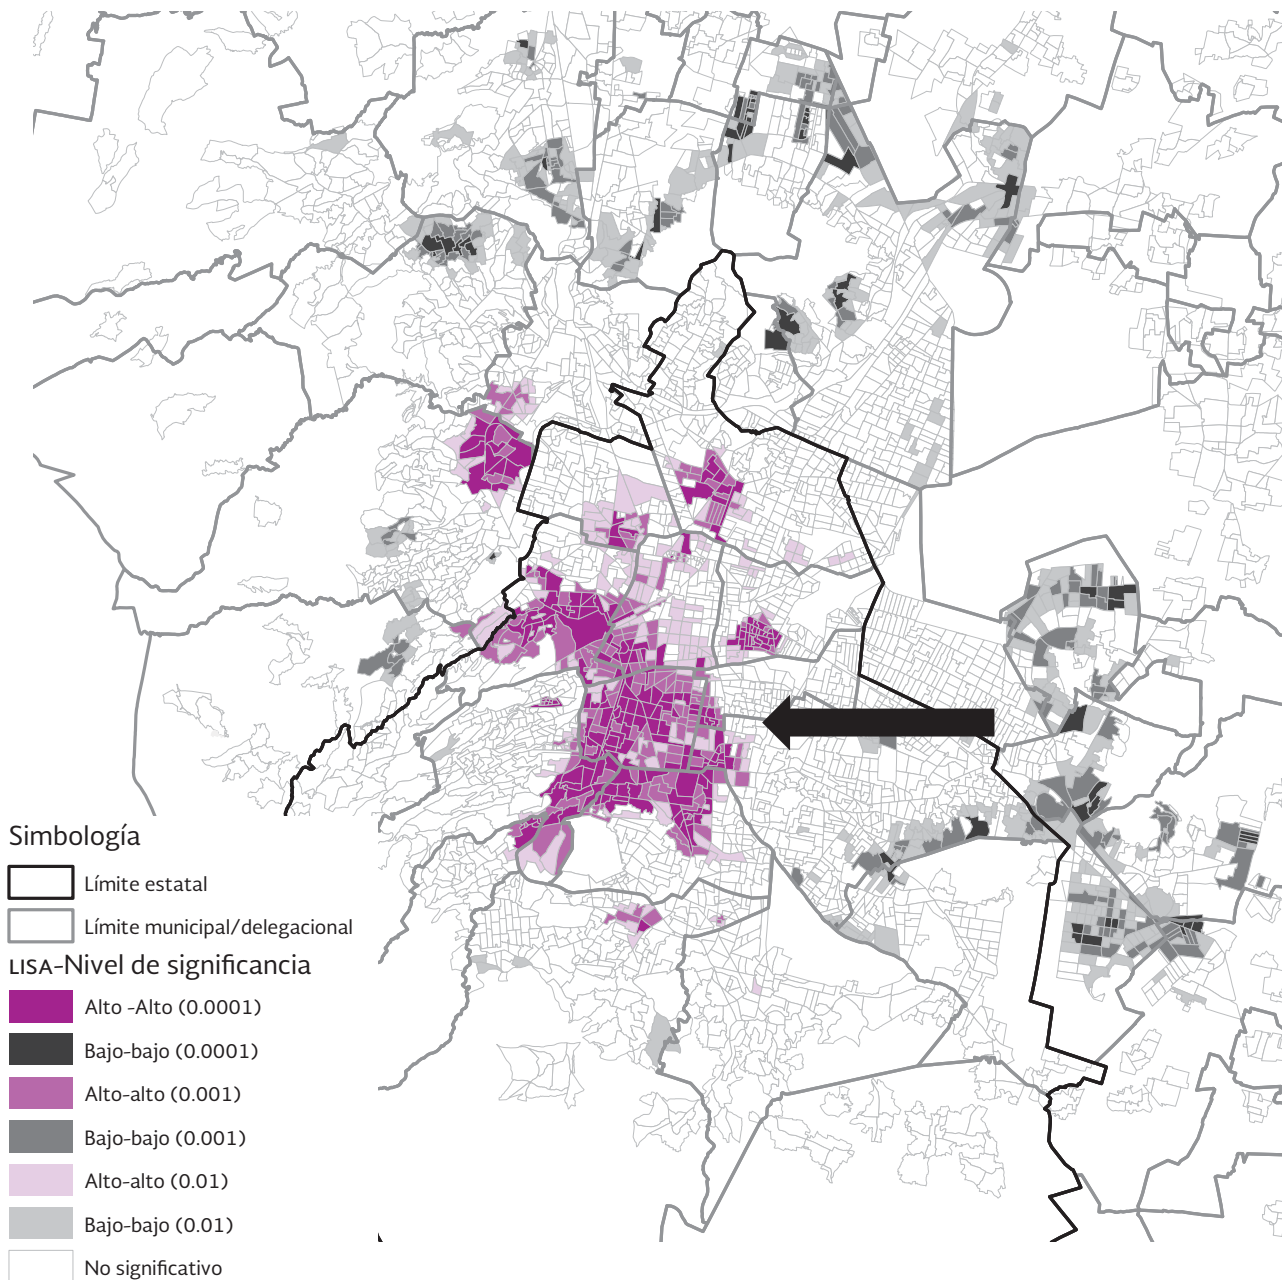 Simbología
Límite estatal
Límite municipal/delegacional
LISA-Nivel de significancia
Alto -Alto (0.0001)
Bajo-bajo (0.0001)
Alto-alto (0.001)
Bajo-bajo (0.001)
Alto-alto (0.01)
Bajo-bajo (0.01)
No significativo